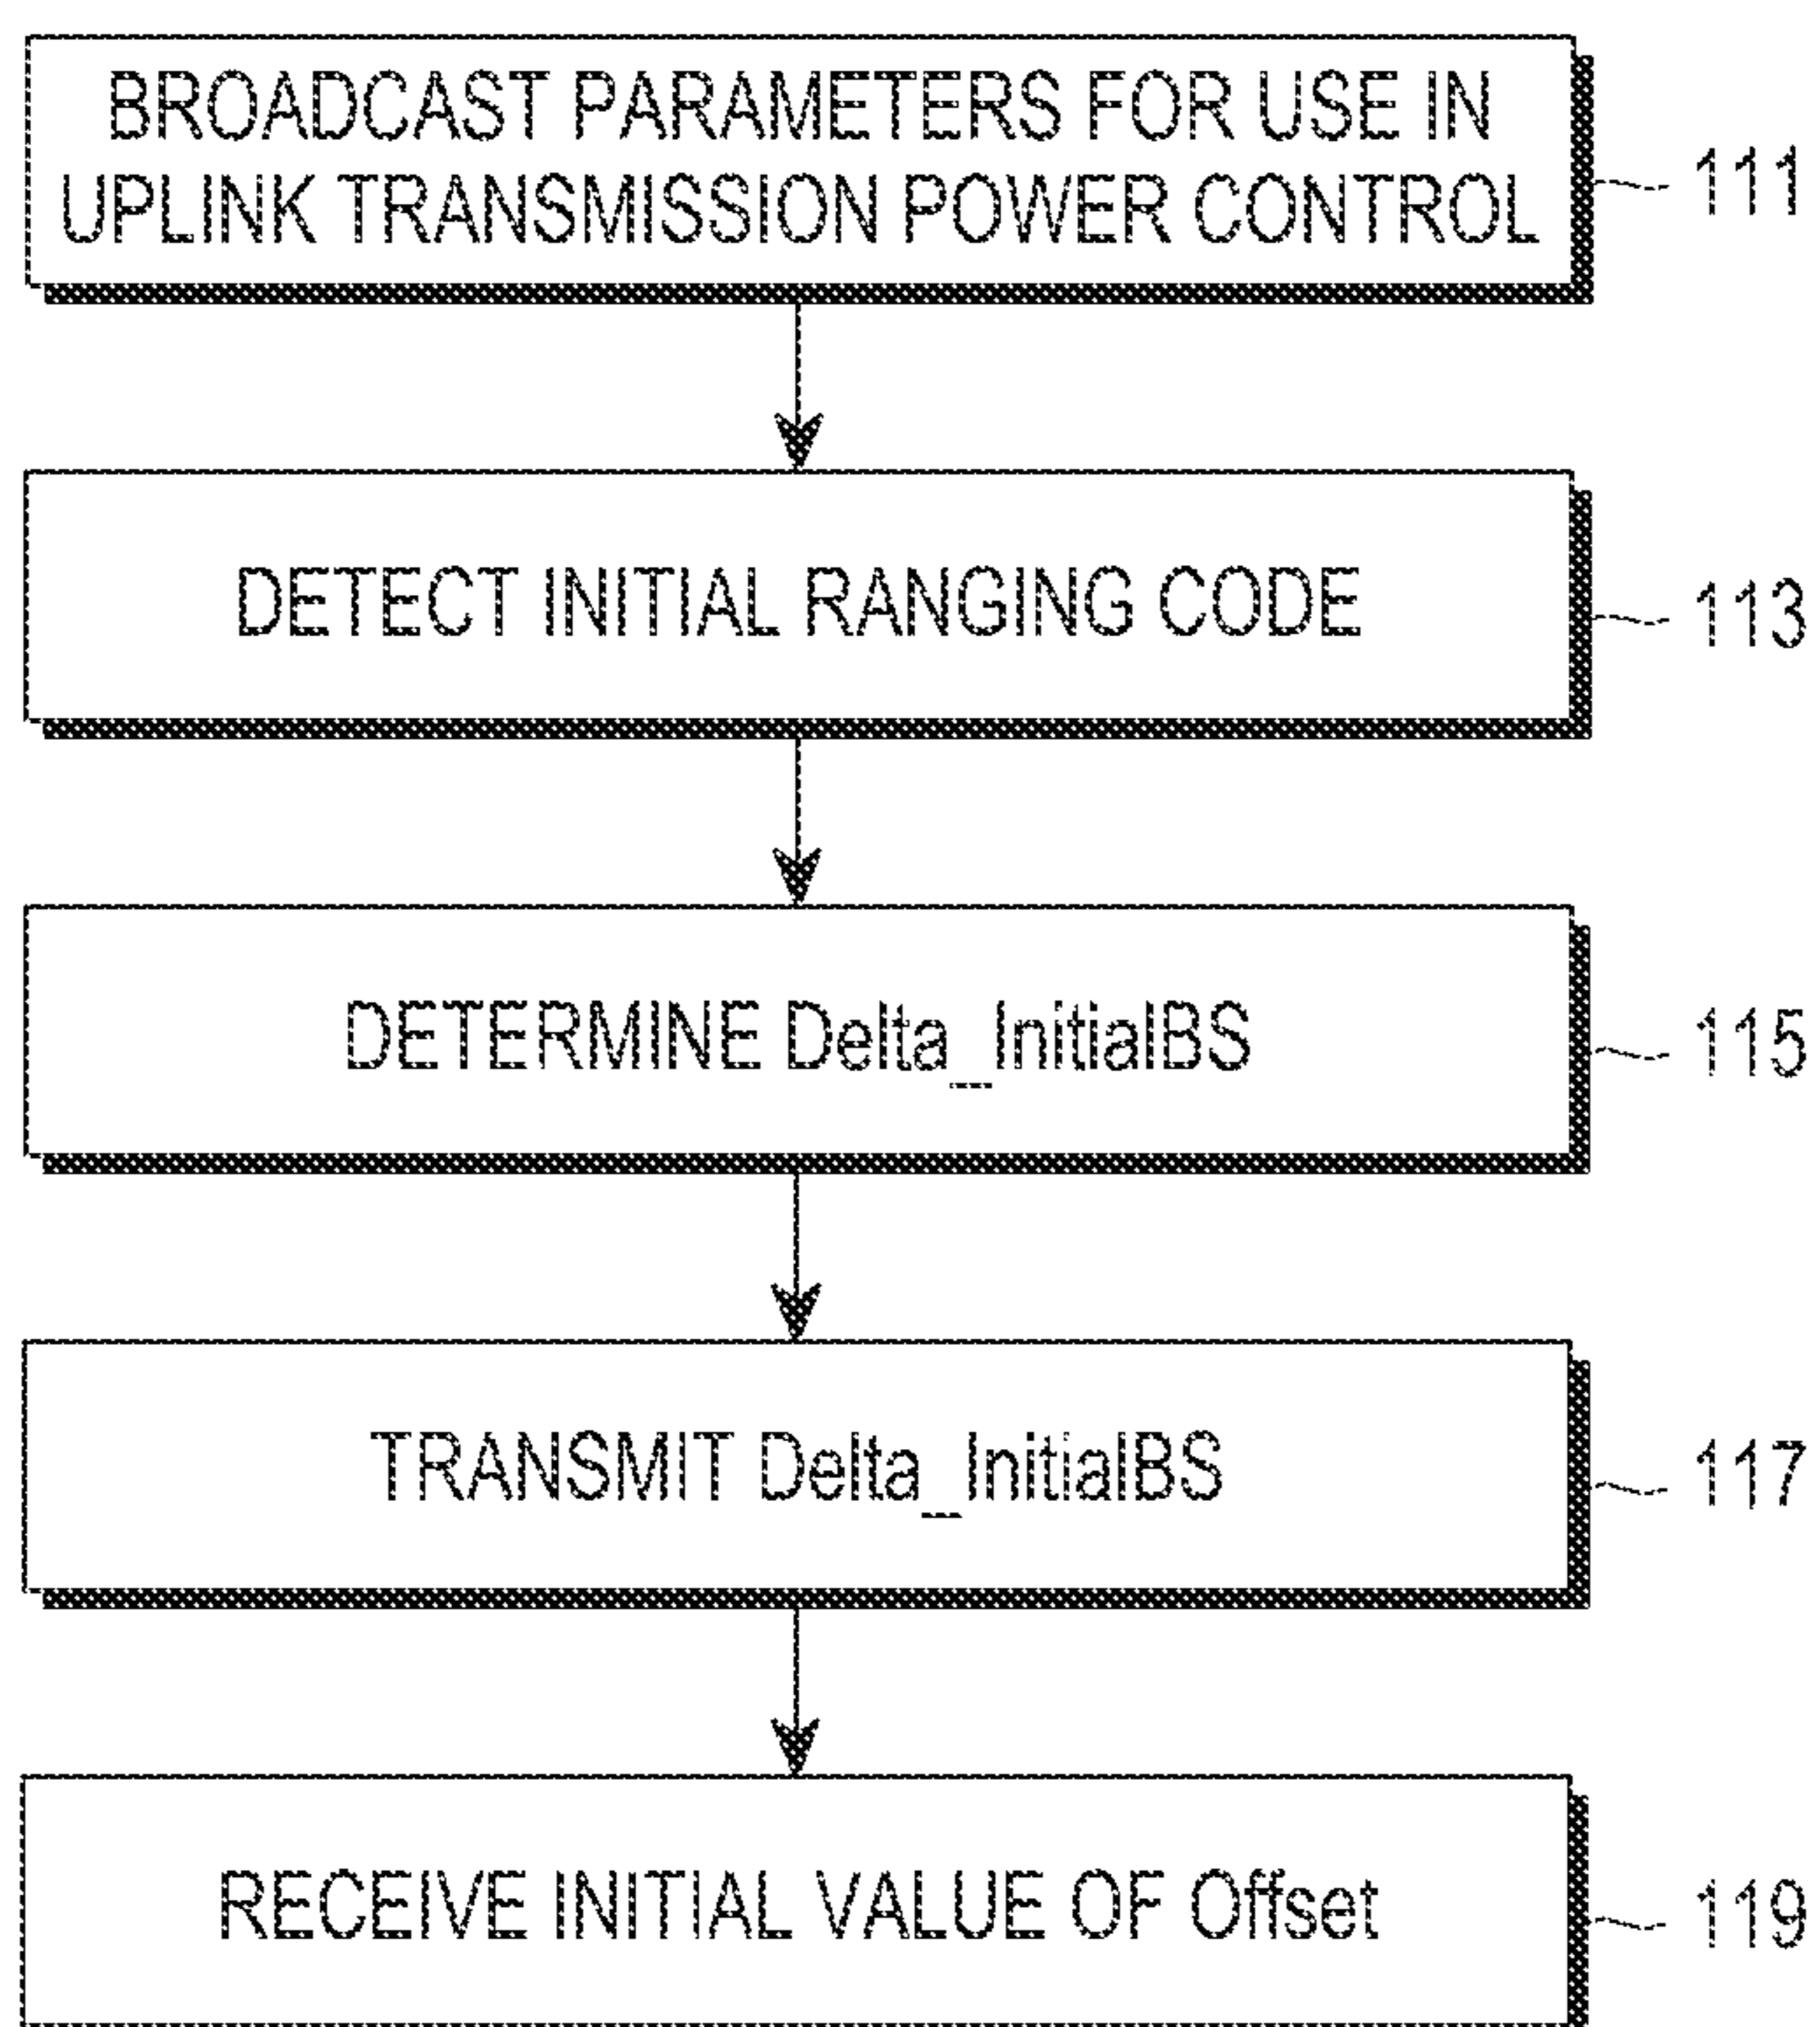 BROADCAST PARAMETERS FOR USE IN
UPLINK TRANSMISSION POWER CONTROL
111
DETECT INITIAL RANGING CODE
113
DETERMINE Delta_InitialBS
115
TRANSMIT Delta_InitialBS
117
RECEIVE INITIAL VALUE OF Offset
119